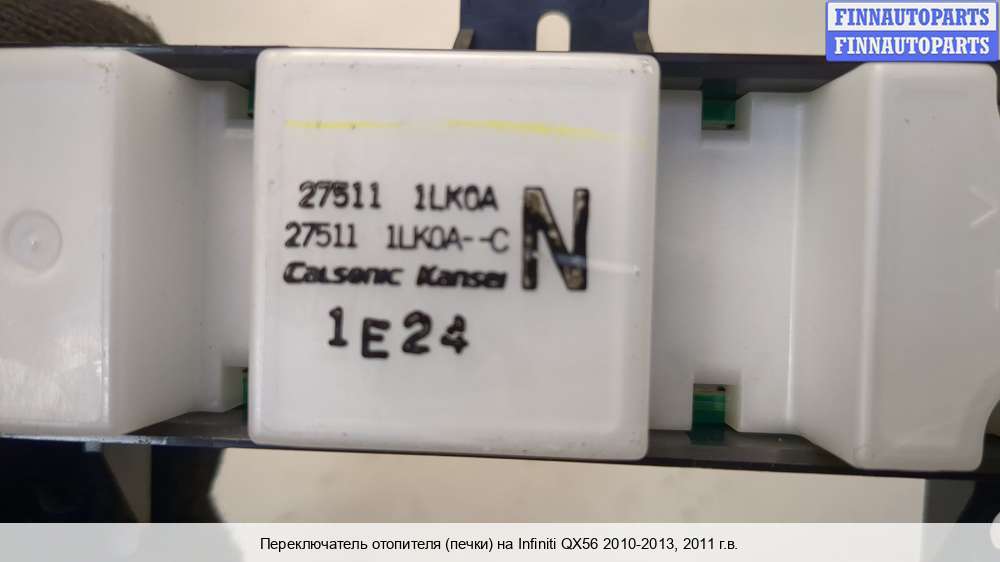 FINNAUTOPARTS
FINNAUTOPARTS
27511 1LK0A
27511 1LK0A--C
N
CALSONIC KANSEI
1E24
Переключатель отопителя (печки) на Infiniti QX56 2010-2013, 2011 г.в.